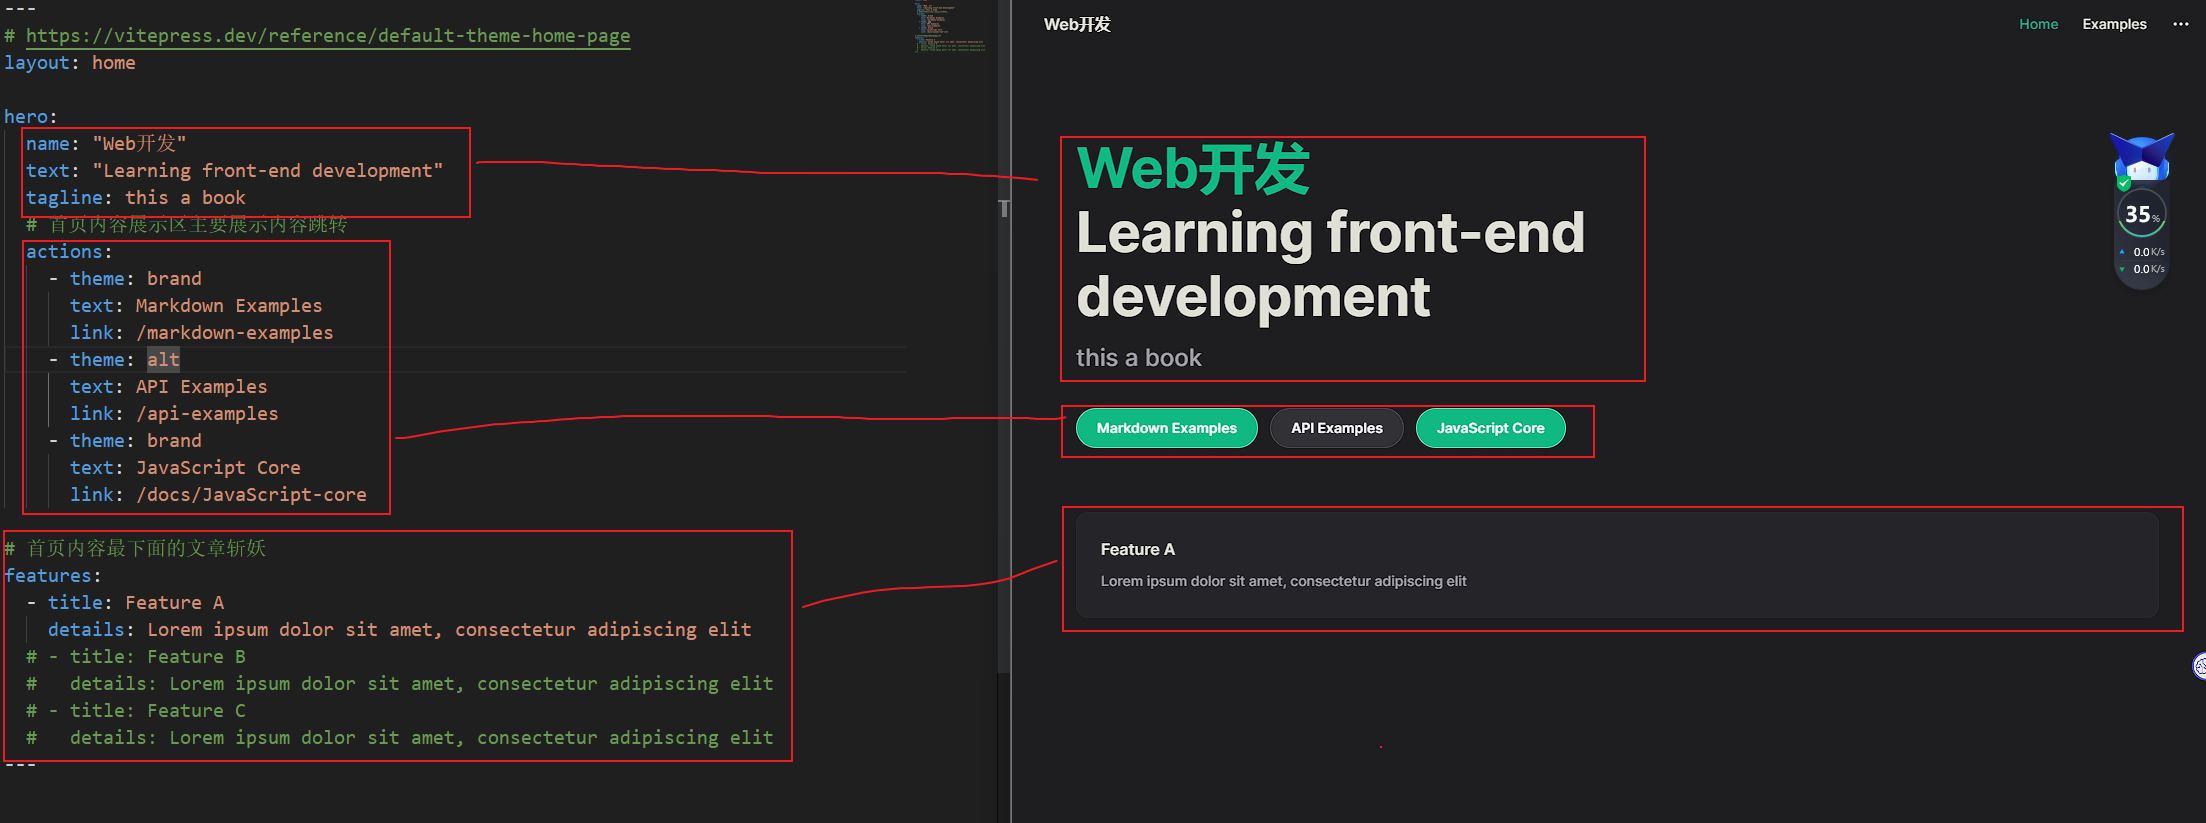 ---
# https://vitepress.dev/reference/default-theme-home-page
layout: home
hero:
name: "Web开发"
text: "Learning front-end development"
tagline: this a book
# 首页内容展示区主要展示内容跳转
actions:
- theme: brand
text: Markdown Examples
link: /markdown-examples
- theme: alt
text: API Examples
link: /api-examples
- theme: brand
text: JavaScript Core
link: /docs/JavaScript-core
# 首页内容最下面的文章斩妖
features:
- title: Feature A
details: Lorem ipsum dolor sit amet, consectetur adipiscing elit
# - title: Feature B
#   details: Lorem ipsum dolor sit amet, consectetur adipiscing elit
# - title: Feature C
#   details: Lorem ipsum dolor sit amet, consectetur adipiscing elit
---
Web开发
Home Examples ···
Web开发
Learning front-end
development
this a book
Markdown Examples API Examples JavaScript Core
Feature A
Lorem ipsum dolor sit amet, consectetur adipiscing elit
35%
0.0K/s
0.0K/s